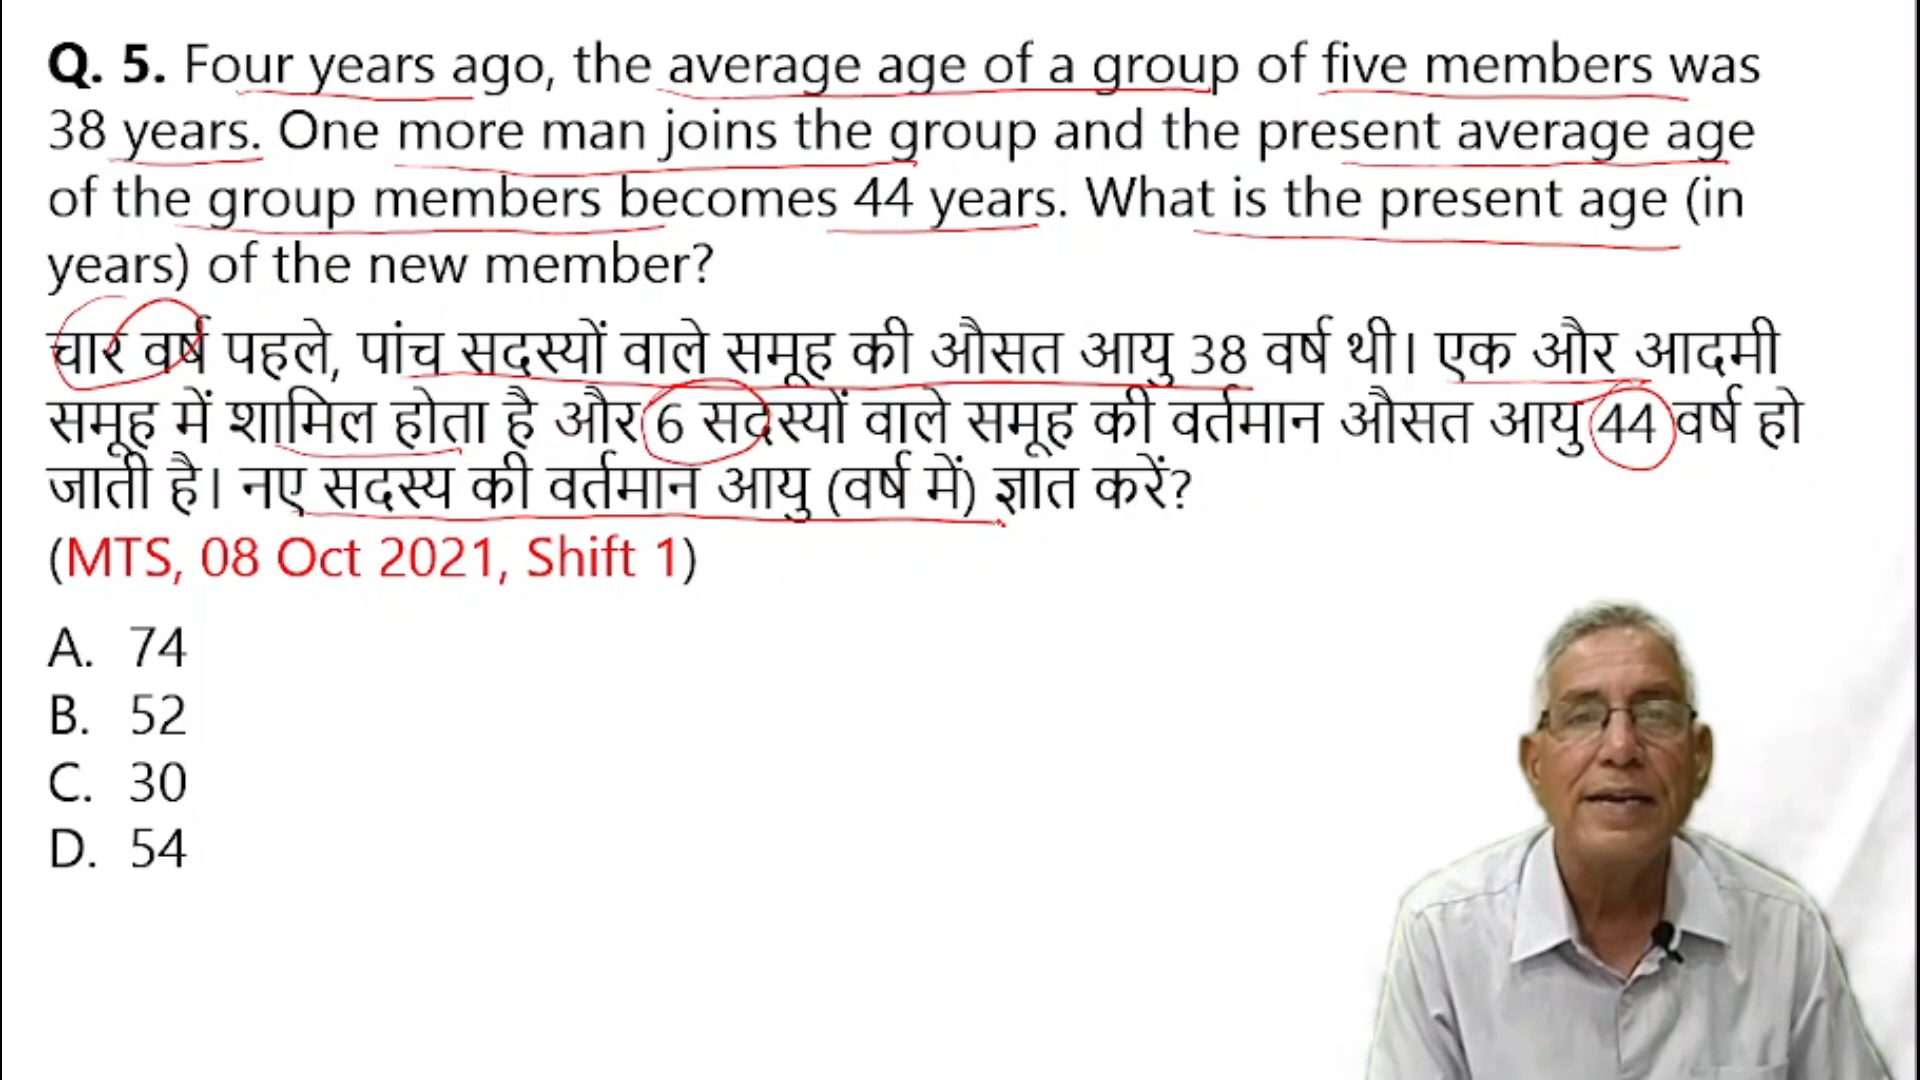 Q. 5. Four years ago, the average age of a group of five members was
38 years. One more man joins the group and the present average age
of the group members becomes 44 years. What is the present age (in
years) of the new member?
चार वर्ष पहले, पांच सदस्यों वाले समूह की औसत आयु 38 वर्ष थी। एक और आदमी
समूह में शामिल होता है और 6 सदस्यों वाले समूह की वर्तमान औसत आयु 44 वर्ष हो
जाती है। नए सदस्य की वर्तमान आयु (वर्ष में) ज्ञात करें?
(MTS, 08 Oct 2021, Shift 1)
A. 74
B. 52
C. 30
D. 54